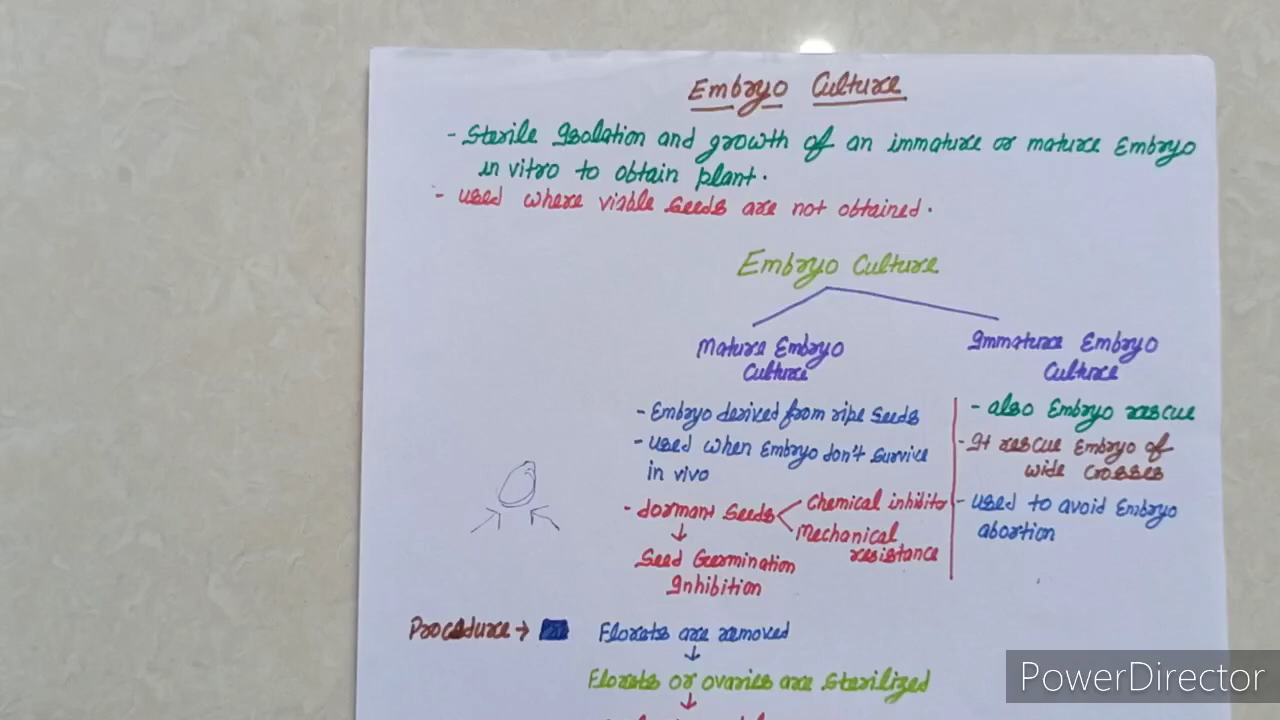 Embryo Culture
- Sterile Isolation and growth of an immature or mature Embryo
in vitro to obtain plant.
- used where viable seeds are not obtained.
Embryo Culture
Mature Embryo
Culture
- Embryo derived from ripe seeds
- used when Embryo don't survive
in vivo
- dormant seeds < Chemical inhibitor
Mechanical
resistance
↓
Seed Germination
Inhibition
Immature Embryo
Culture
- also Embryo rescue
- It rescue Embryo of
wide crosses
- used to avoid Embryo
abortion
Procedure → Florets are removed
↓
Florets or ovaries are sterilized
↓
PowerDirector